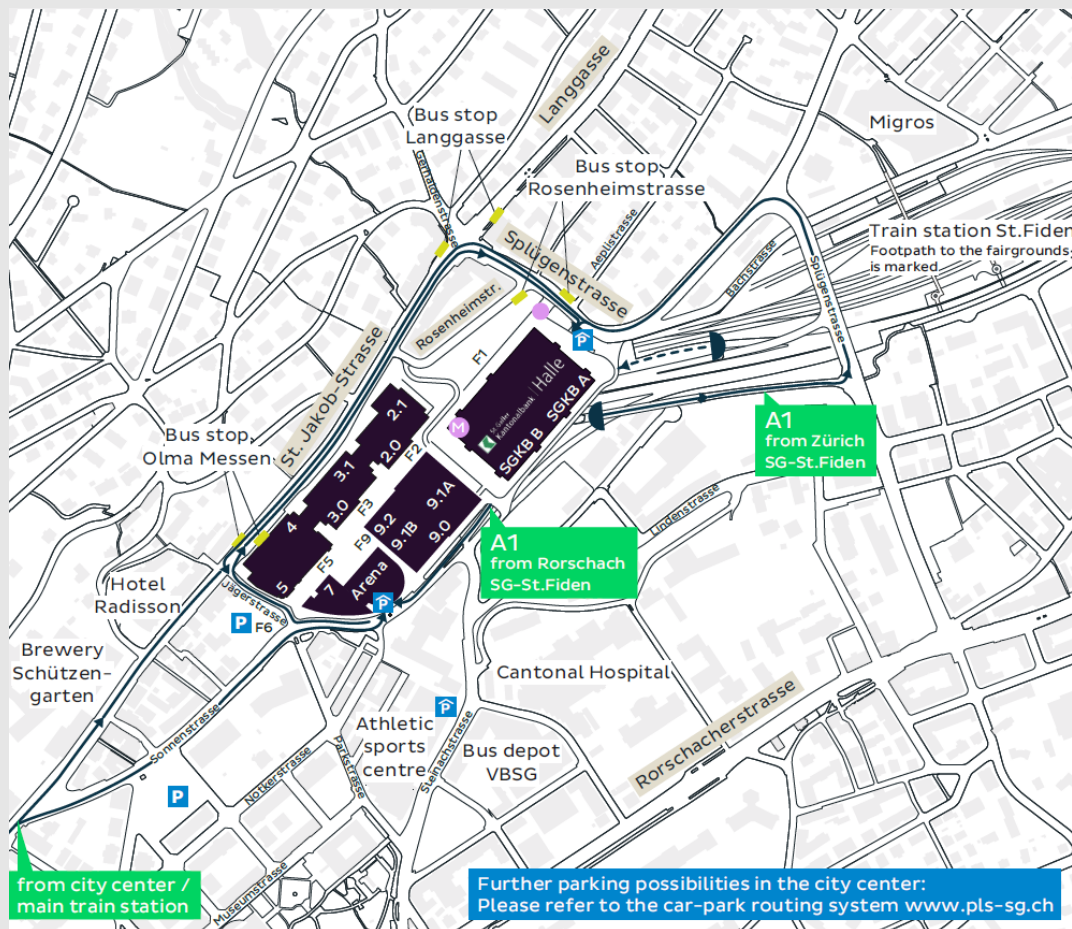 Langgasse
Bus stop
Langgasse
Migros
Gerhaldenstrasse
Bus stop,
Rosenheimstrasse
Aeplistrasse
Splügenstrasse
Bachstrasse
Train station St.Fiden
Footpath to the fairgrounds
is marked
Splügenstrasse
Rosenheimstr.
P
F1
St. Jakob-Strasse
St.Galler
Kantonalbank
Halle
SGKB A
SGKB B
M
2.1
2.0
F2
A1
from Zürich
SG-St.Fiden
Bus stop,
Olma Messen
3.1
3.0
F3
4
9.1A
9.2
9.1B
9.0
F9
F5
5
7
Arena
P
Lindenstrasse
A1
from Rorschach
SG-St.Fiden
Hotel
Radisson
Jägerstrasse
P
F6
Brewery
Schützen-
garten
Cantonal Hospital
Sonnenstrasse
P
Athletic
sports
centre
Parkstrasse
Steinachstrasse
Bus depot
VBSG
Rorschacherstrasse
Notkerstrasse
P
Museumstrasse
from city center /
main train station
Further parking possibilities in the city center:
Please refer to the car-park routing system www.pls-sg.ch